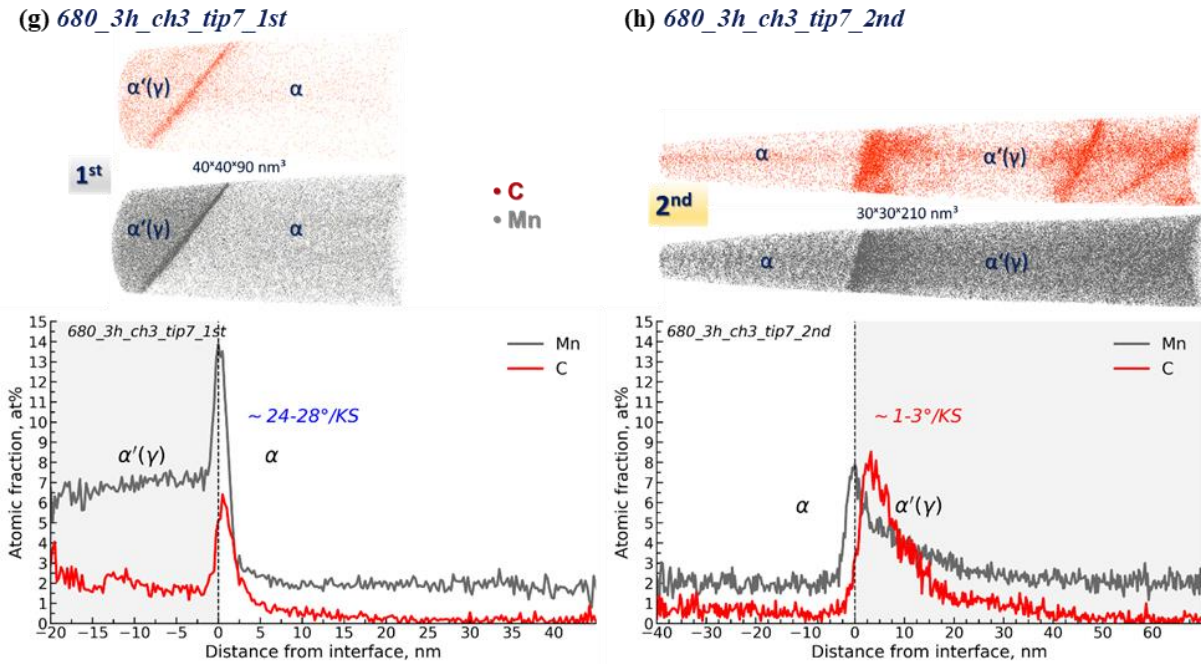 (g) 680_3h_ch3_tip7_1st
α‘(γ)
α
1st
40*40*90 nm³
α‘(γ)
α
• C
• Mn
(h) 680_3h_ch3_tip7_2nd
α
α‘(γ)
2nd
30*30*210 nm³
α
α‘(γ)
680_3h_ch3_tip7_1st
Mn
C
~ 24-28°/KS
α'(γ)
α
Atomic fraction, at%
15
14
13
12
11
10
9
8
7
6
5
4
3
2
1
0
−20 −15 −10 −5 0 5 10 15 20 25 30 35 40
Distance from interface, nm
680_3h_ch3_tip7_2nd
Mn
C
~ 1-3°/KS
α
α'(γ)
Atomic fraction, at%
15
14
13
12
11
10
9
8
7
6
5
4
3
2
1
0
−40 −30 −20 −10 0 10 20 30 40 50 60
Distance from interface, nm